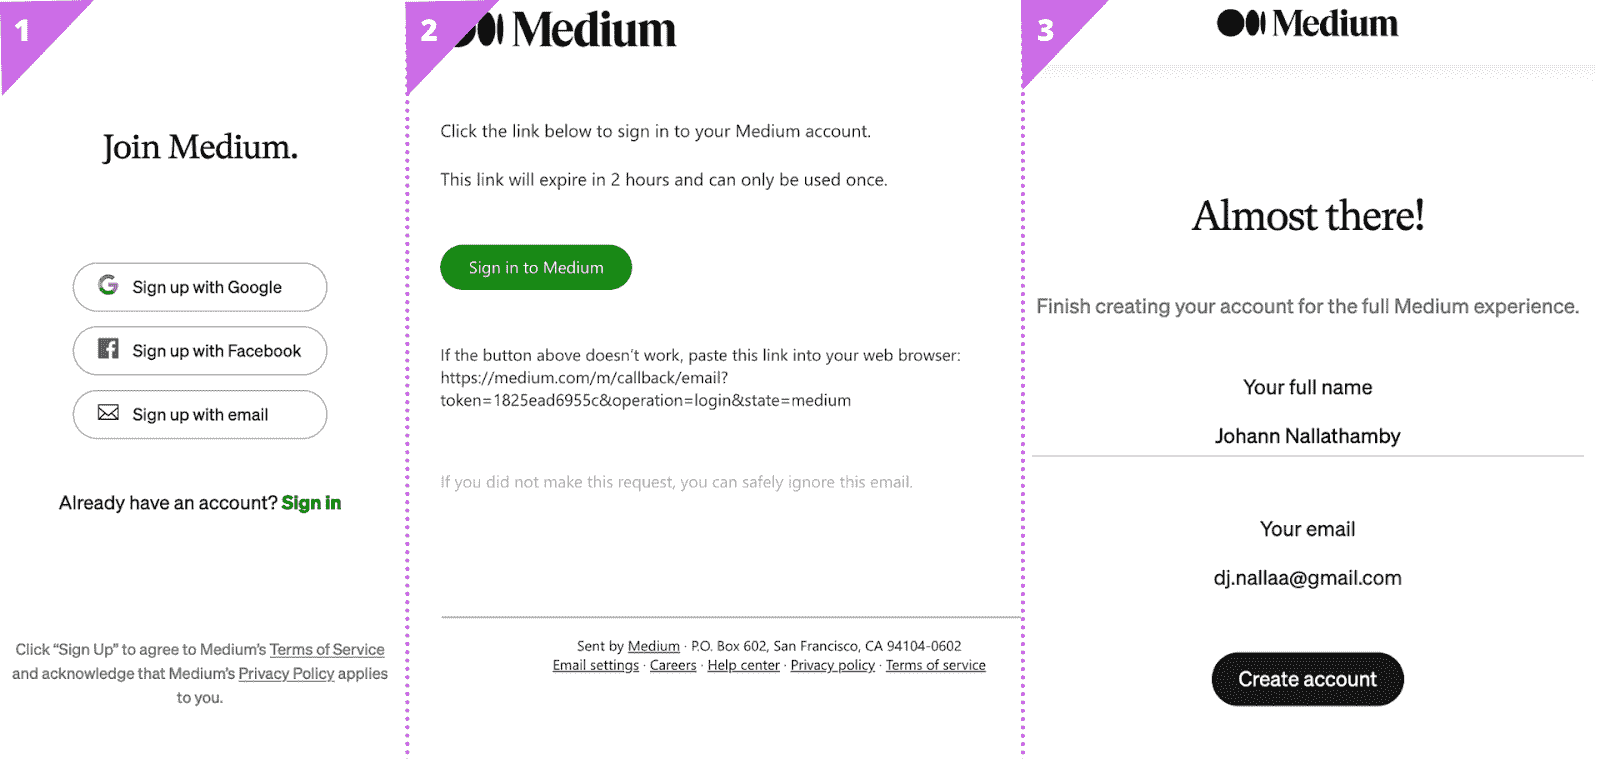 1
Join Medium.
Sign up with Google
Sign up with Facebook
Sign up with email
Already have an account? Sign in
Click “Sign Up” to agree to Medium’s Terms of Service
and acknowledge that Medium’s Privacy Policy applies
to you.
2
Medium
Click the link below to sign in to your Medium account.
This link will expire in 2 hours and can only be used once.
Sign in to Medium
If the button above doesn’t work, paste this link into your web browser:
https://medium.com/m/callback/email?
token=1825ead6955c&operation=login&state=medium
If you did not make this request, you can safely ignore this email.
Sent by Medium · P.O. Box 602, San Francisco, CA 94104-0602
Email settings · Careers · Help center · Privacy policy · Terms of service
3
Medium
Almost there!
Finish creating your account for the full Medium experience.
Your full name
Johann Nallathamby
Your email
dj.nallaa@gmail.com
Create account